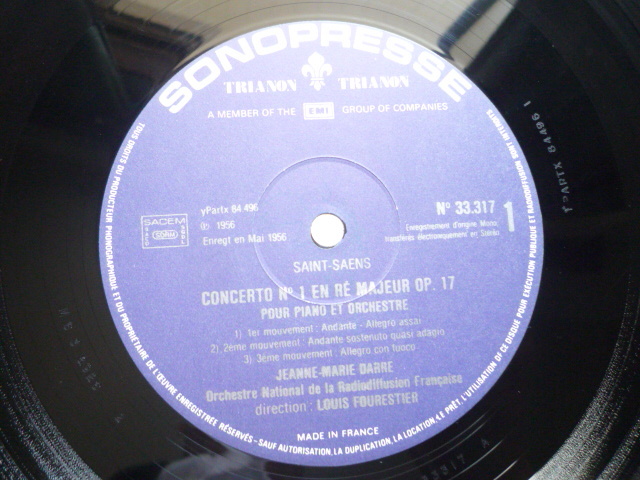 SONOPRESSE
TRIANON TRIANON
A MEMBER OF THE EMI GROUP OF COMPANIES
SACEM
SDRM
yPartx 84.496
℗ 1956
Enregt en Mai 1956
Nº 33.317
1
Enregistrement d'origine Mono,
transférés électroniquement en Stéréo
SAINT-SAENS
CONCERTO Nº 1 EN RÉ MAJEUR OP. 17
POUR PIANO ET ORCHESTRE
1) 1er mouvement : Andante - Allegro assai
2) 2ème mouvement : Andante sostenuto quasi adagio
3) 3ème mouvement : Allegro con fuoco
JEANNE-MARIE DARRE
Orchestre National de la Radiodiffusion Française
direction : LOUIS FOURESTIER
MADE IN FRANCE
TOUS DROITS DU PRODUCTEUR PHONOGRAPHIQUE ET DU PROPRIÉTAIRE DE L'ŒUVRE ENREGISTRÉE RÉSERVÉS - SAUF AUTORISATION, LA DUPLICATION, LA LOCATION, LE PRÊT, L'UTILISATION DE CE DISQUE POUR EXÉCUTION PUBLIQUE ET RADIODIFFUSION SONT INTERDITS